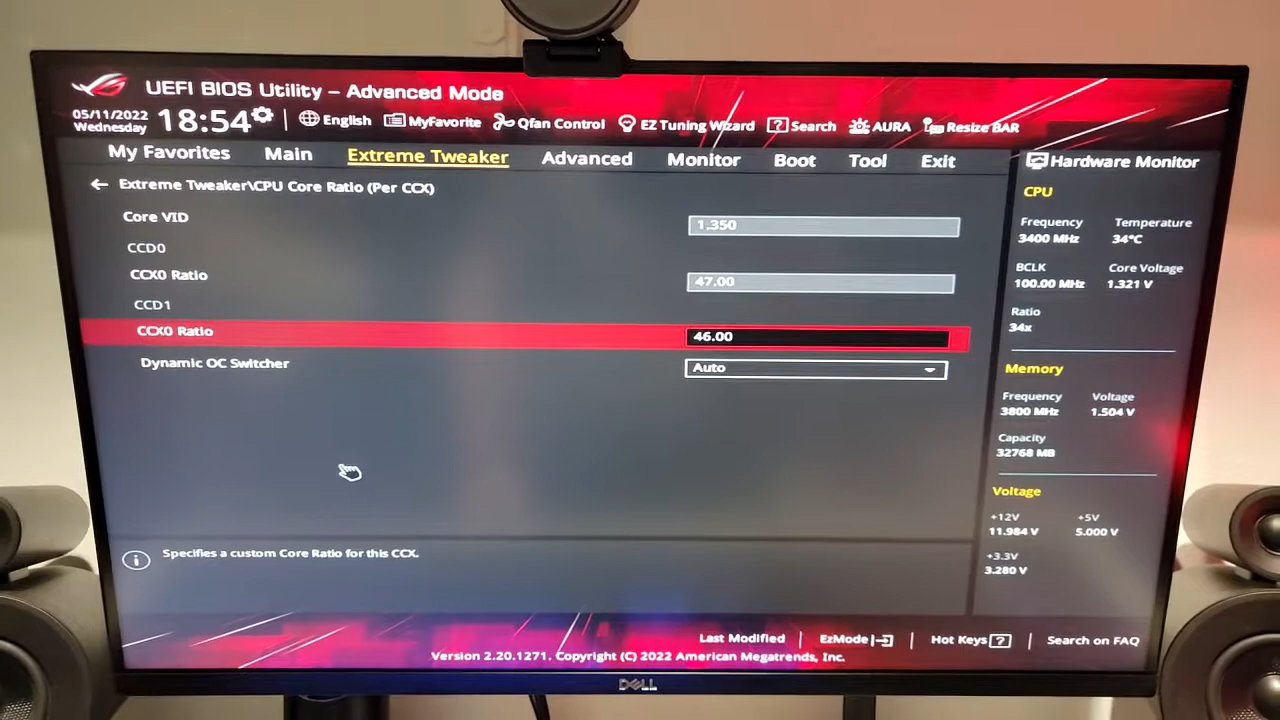 UEFI BIOS Utility – Advanced Mode
05/11/2022
Wednesday
18:54
English
MyFavorite
Qfan Control
EZ Tuning Wizard
? Search
AURA
Resize BAR
My Favorites Main Extreme Tweaker Advanced Monitor Boot Tool Exit
Hardware Monitor
← Extreme Tweaker\CPU Core Ratio (Per CCX)
Core VID 1.350
CCD0
CCX0 Ratio 47.00
CCD1
CCX0 Ratio 46.00
Dynamic OC Switcher Auto
Specifies a custom Core Ratio for this CCX.
CPU
Frequency Temperature
3400 MHz 34°C
BCLK Core Voltage
100.00 MHz 1.321 V
Ratio
34x
Memory
Frequency Voltage
3800 MHz 1.504 V
Capacity
32768 MB
Voltage
+12V +5V
11.984 V 5.000 V
+3.3V
3.280 V
Last Modified
EzMode
Hot Keys ?
Search on FAQ
Version 2.20.1271. Copyright (C) 2022 American Megatrends, Inc.
DELL